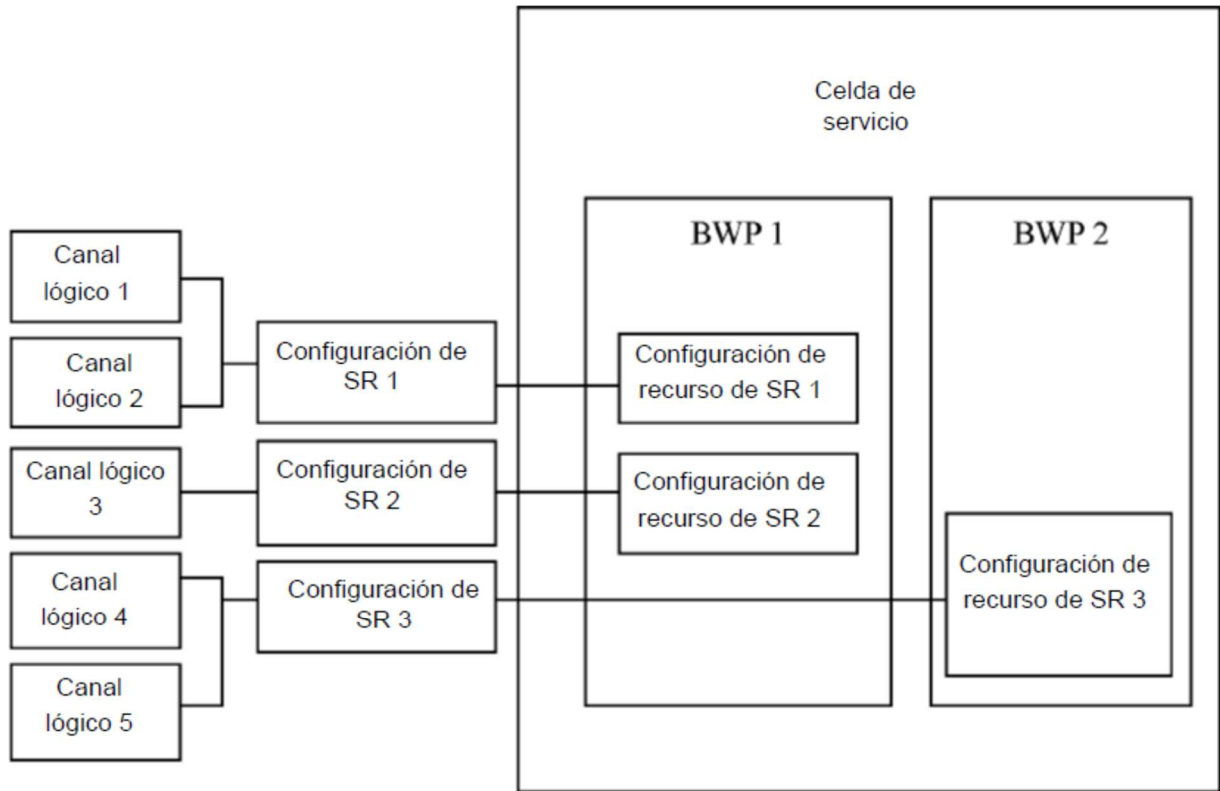 Celda de
servicio
BWP 1
BWP 2
Canal
lógico 1
Canal
lógico 2
Canal lógico
3
Canal
lógico 4
Canal
lógico 5
Configuración de
SR 1
Configuración de
SR 2
Configuración de
SR 3
Configuración de
recurso de SR 1
Configuración de
recurso de SR 2
Configuración de
recurso de SR 3